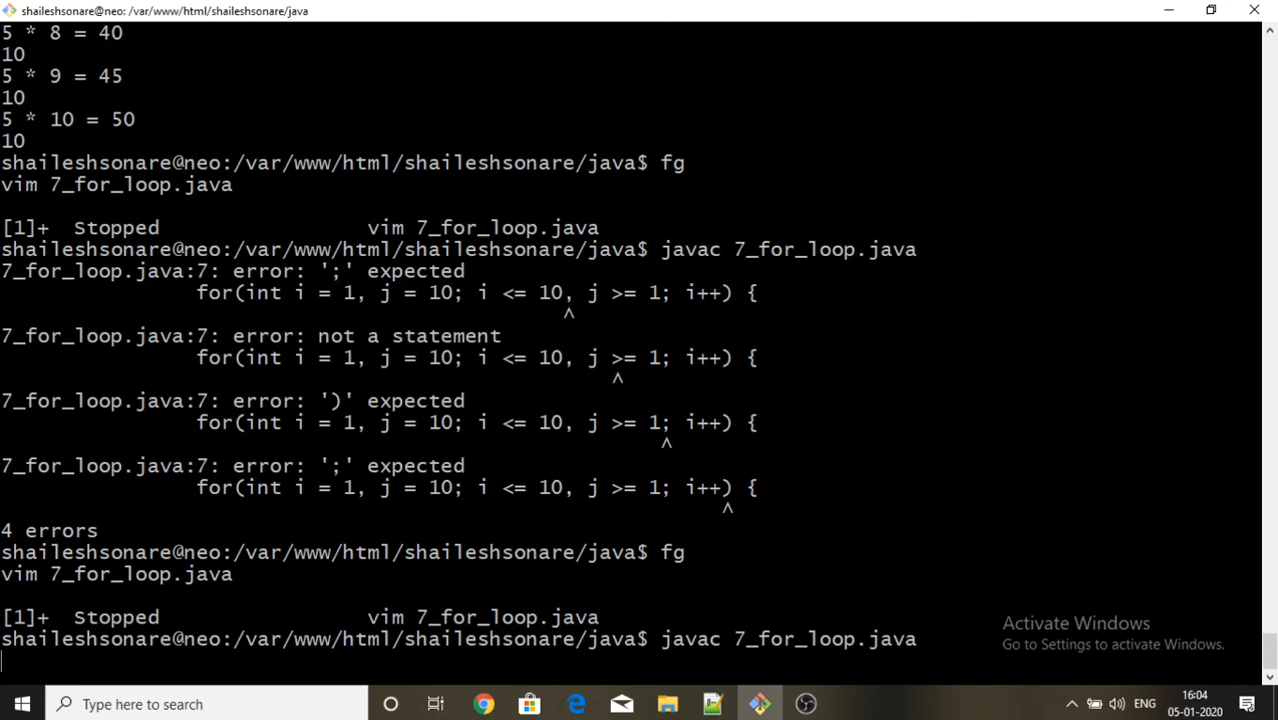 shaileshsonare@neo: /var/www/html/shaileshsonare/java
5 * 8 = 40
10
5 * 9 = 45
10
5 * 10 = 50
10
shaileshsonare@neo:/var/www/html/shaileshsonare/java$ fg
vim 7_for_loop.java
[1]+  Stopped                 vim 7_for_loop.java
shaileshsonare@neo:/var/www/html/shaileshsonare/java$ javac 7_for_loop.java
7_for_loop.java:7: error: ';' expected
                for(int i = 1, j = 10; i <= 10, j >= 1; i++) {
                                              ^
7_for_loop.java:7: error: not a statement
                for(int i = 1, j = 10; i <= 10, j >= 1; i++) {
                                                  ^
7_for_loop.java:7: error: ')' expected
                for(int i = 1, j = 10; i <= 10, j >= 1; i++) {
                                                      ^
7_for_loop.java:7: error: ';' expected
                for(int i = 1, j = 10; i <= 10, j >= 1; i++) {
                                                           ^
4 errors
shaileshsonare@neo:/var/www/html/shaileshsonare/java$ fg
vim 7_for_loop.java
[1]+  Stopped                 vim 7_for_loop.java
shaileshsonare@neo:/var/www/html/shaileshsonare/java$ javac 7_for_loop.java
Activate Windows
Go to Settings to activate Windows.
Type here to search
ENG
16:04
05-01-2020